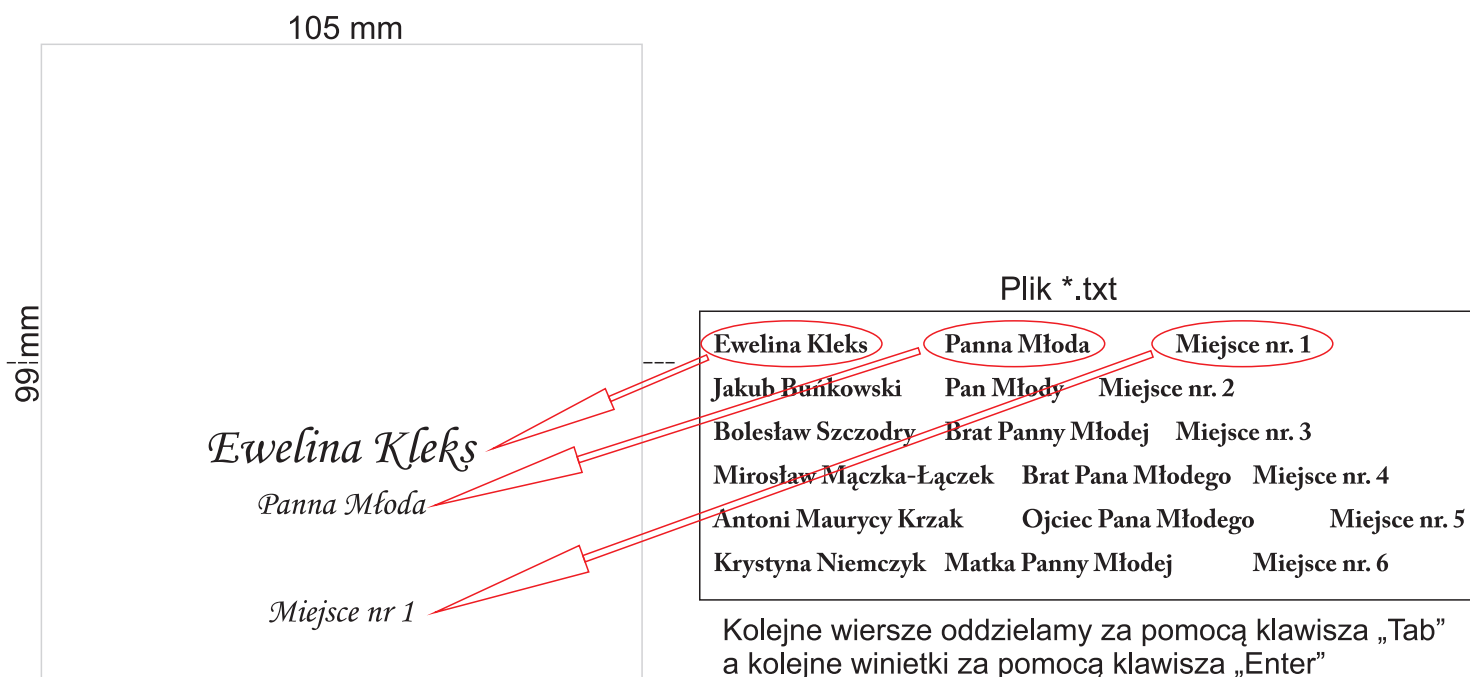 105 mm
99 mm
Ewelina Kleks
Panna Młoda
Miejsce nr 1
Plik *.txt
Ewelina Kleks Panna Młoda Miejsce nr. 1
Jakub Buńkowski Pan Młody Miejsce nr. 2
Bolesław Szczodry Brat Panny Młodej Miejsce nr. 3
Mirosław Mączka-Łączek Brat Pana Młodego Miejsce nr. 4
Antoni Maurycy Krzak Ojciec Pana Młodego Miejsce nr. 5
Krystyna Niemczyk Matka Panny Młodej Miejsce nr. 6
Kolejne wiersze oddzielamy za pomocą klawisza „Tab”
a kolejne winietki za pomocą klawisza „Enter”